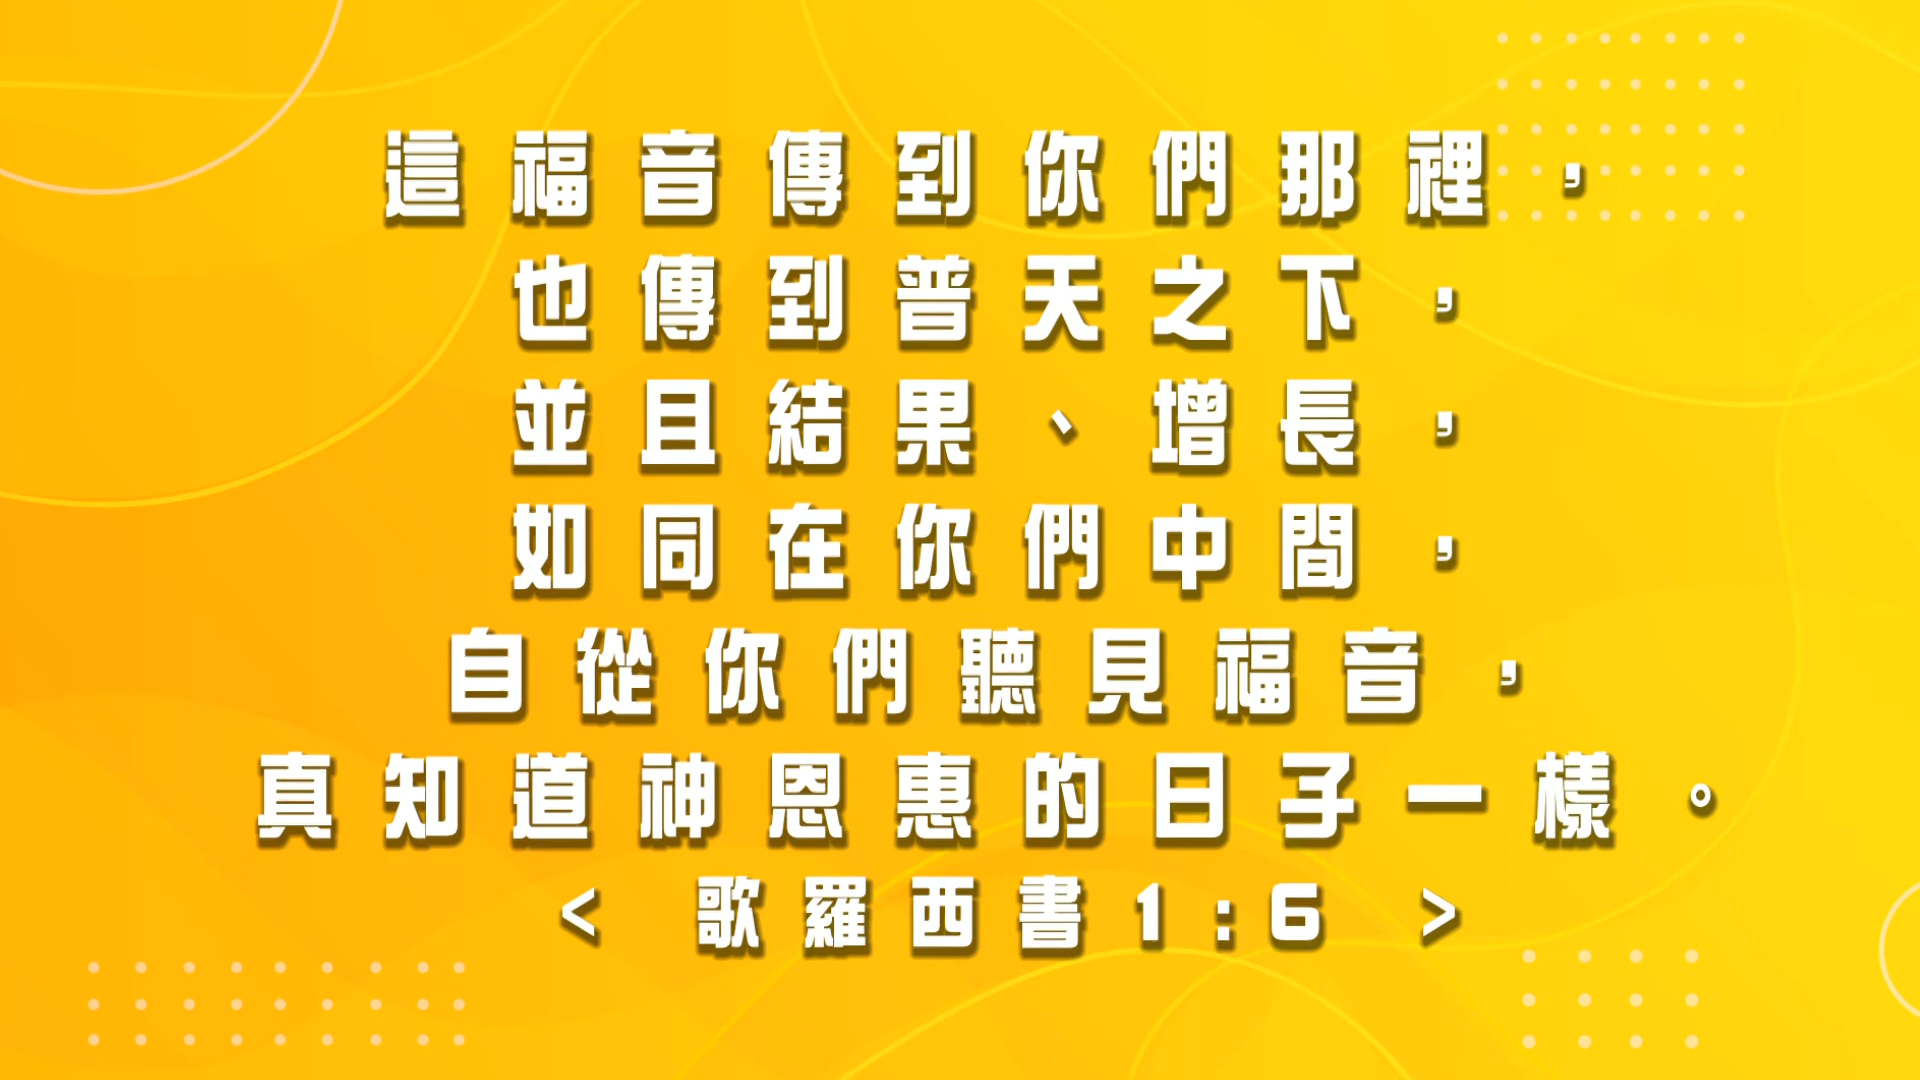 這福音傳到你們那裡，
也傳到普天之下，
並且結果、增長，
如同在你們中間，
自從你們聽見福音，
真知道神恩惠的日子一樣。
< 歌羅西書1:6 >